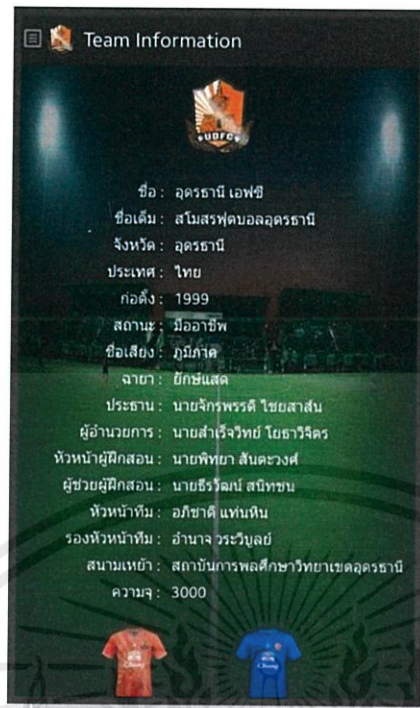 Team Information
UDFC
ชื่อ : อุดรธานี เอฟซี
ชื่อเดิม : สโมสรฟุตบอลอุดรธานี
จังหวัด : อุดรธานี
ประเทศ : ไทย
ก่อตั้ง : 1999
สถานะ : มืออาชีพ
ชื่อเสียง : ภูมิภาค
ฉายา : ยักษ์แสด
ประธาน : นายจักรพรรดิ ไชยสาส์น
ผู้อำนวยการ : นายสำเร็จวิทย์ โยธาวิจิตร
หัวหน้าผู้ฝึกสอน : นายพิทยา สันตะวงศ์
ผู้ช่วยผู้ฝึกสอน : นายธีรวัฒน์ สนิทชน
หัวหน้าทีม : อภิชาติ แท่นหิน
รองหัวหน้าทีม : อำนาจ วระวิบูลย์
สนามเหย้า : สถาบันการพลศึกษาวิทยาเขตอุดรธานี
ความจุ : 3000
Chang
Chang